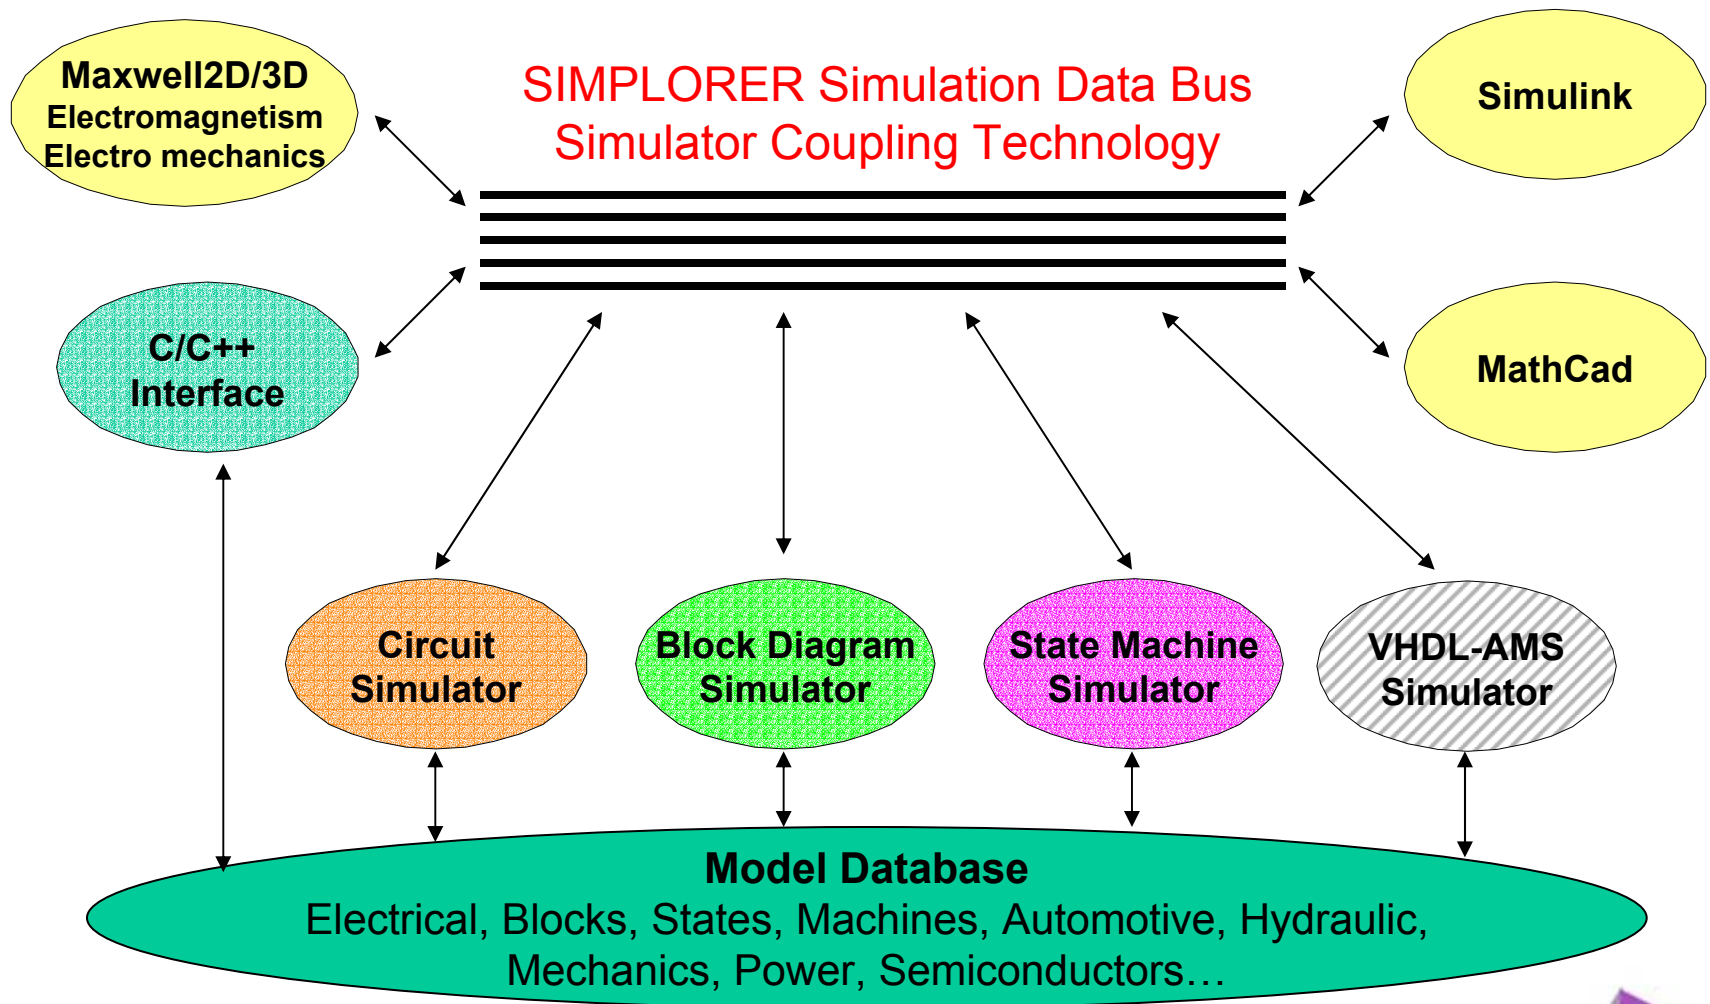 Maxwell2D/3D
Electromagnetism
Electro mechanics
SIMPLORER Simulation Data Bus
Simulator Coupling Technology
Simulink
C/C++
Interface
MathCad
Circuit
Simulator
Block Diagram
Simulator
State Machine
Simulator
VHDL-AMS
Simulator
Model Database
Electrical, Blocks, States, Machines, Automotive, Hydraulic,
Mechanics, Power, Semiconductors…